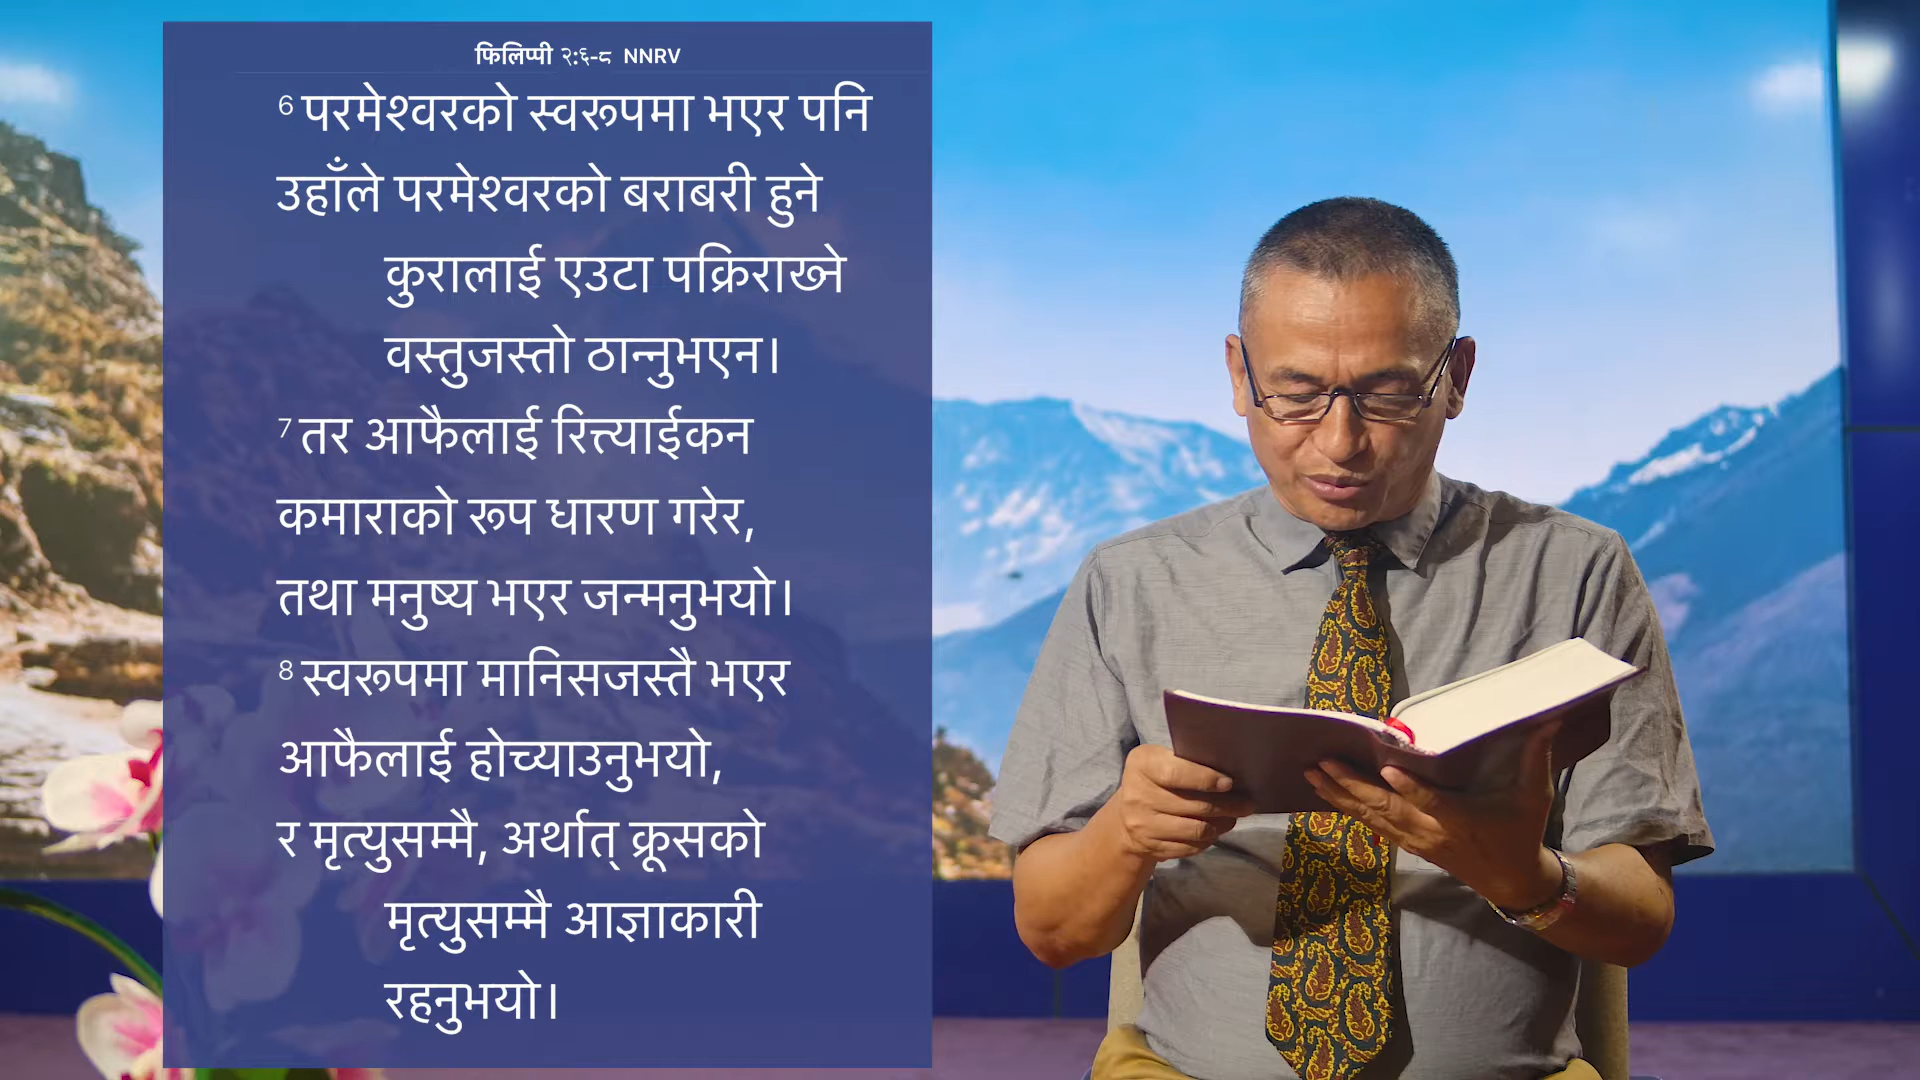 फिलिप्पी २:६-८ NNRV
6 परमेश्वरको स्वरूपमा भएर पनि
उहाँले परमेश्वरको बराबरी हुने
कुरालाई एउटा पक्रिराख्ने
वस्तुजस्तो ठान्नुभएन।
7 तर आफैलाई रित्त्याईकन
कमाराको रूप धारण गरेर,
तथा मनुष्य भएर जन्मनुभयो।
8 स्वरूपमा मानिसजस्तै भएर
आफैलाई होच्याउनुभयो,
र मृत्युसम्मै, अर्थात् क्रूसको
मृत्युसम्मै आज्ञाकारी
रहनुभयो।